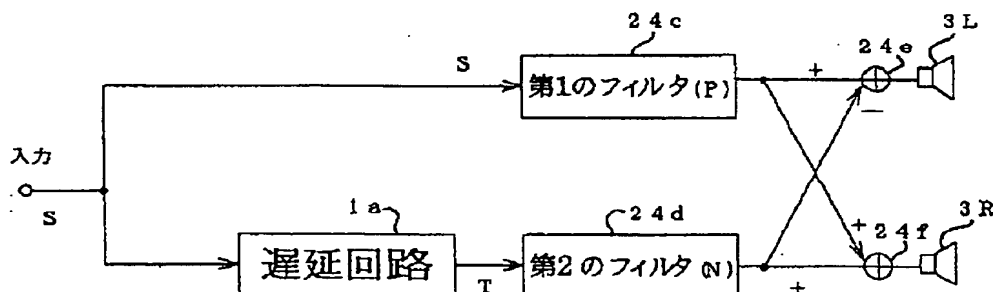 24c
3L
24e
S
第1のフィルタ(P)
+
−
入力
S
1a
24d
3R
+
24f
遅延回路
T
第2のフィルタ(N)
+